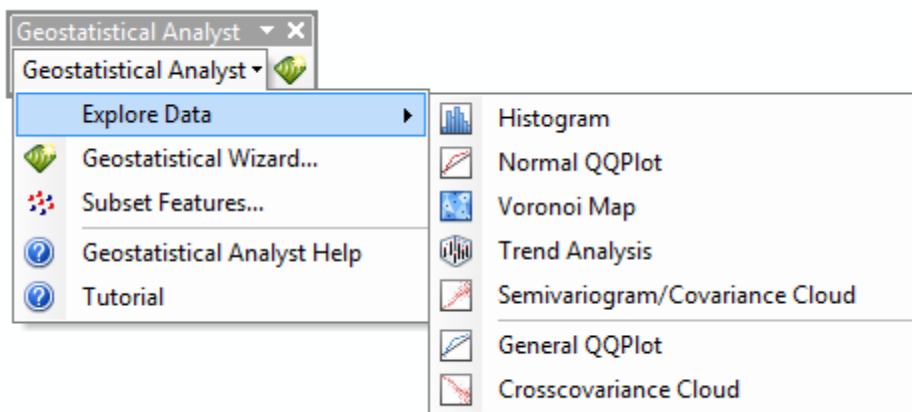 Geostatistical Analyst
Geostatistical Analyst
Explore Data
Geostatistical Wizard...
Subset Features...
Geostatistical Analyst Help
Tutorial
Histogram
Normal QQPlot
Voronoi Map
Trend Analysis
Semivariogram/Covariance Cloud
General QQPlot
Crosscovariance Cloud